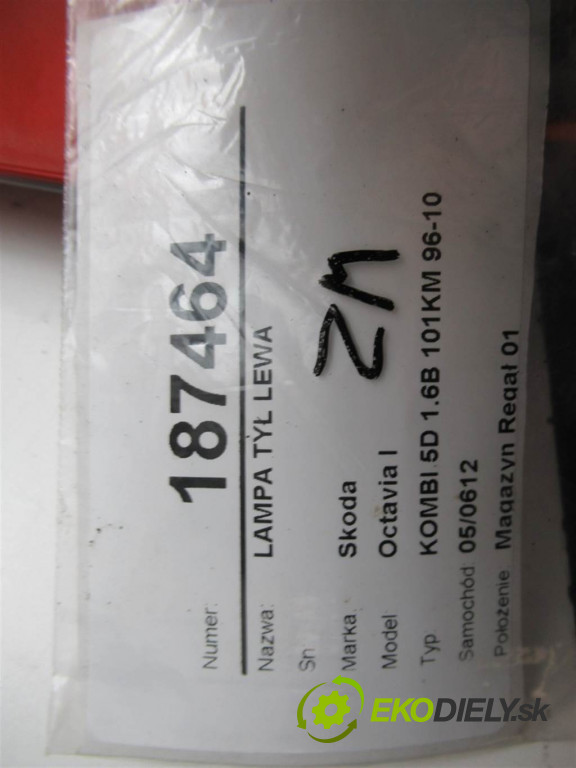 Numer: 187464
Nazwa: LAMPA TYŁ LEWA
Sn
Marka: Skoda
Model: Octavia I
Typ KOMBI 5D 1.6B 101KM 96-10
Samochód: 05/0612
Położenie Magazyn Regał 01
ZM
EKODIELY.sk